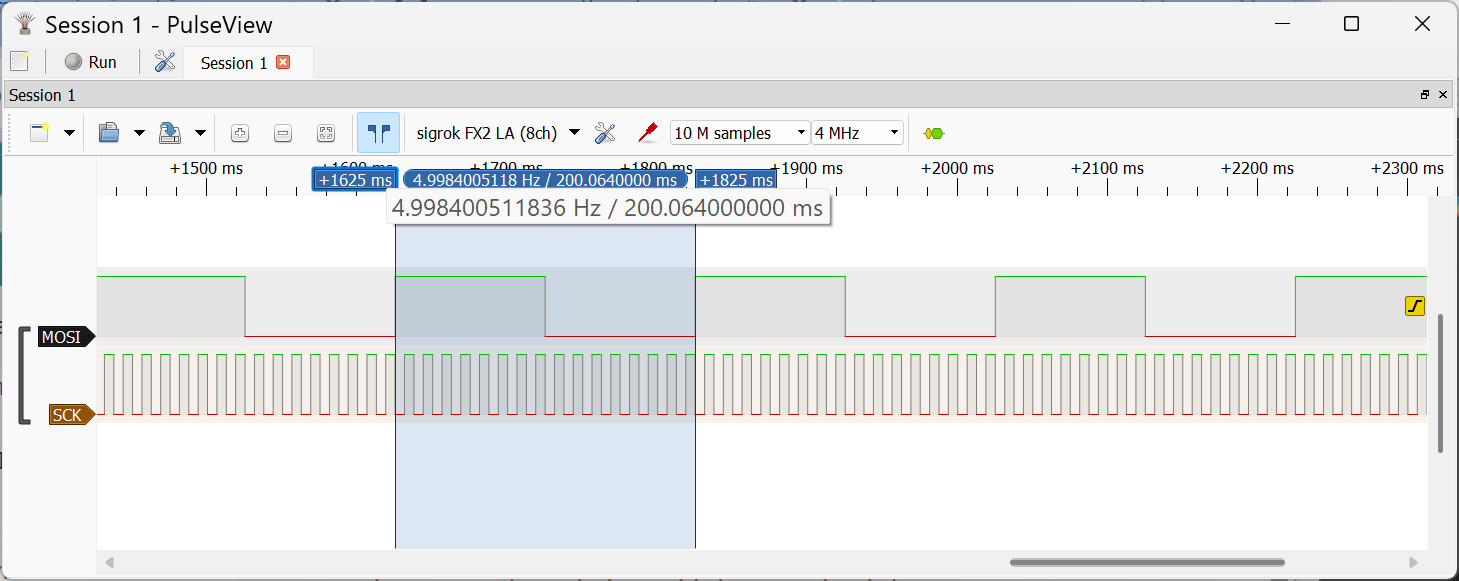 Session 1 - PulseView
Run
Session 1
Session 1
sigrok FX2 LA (8ch)
10 M samples
4 MHz
+1500 ms +1600 ms +1700 ms +1800 ms +1900 ms +2000 ms +2100 ms +2200 ms +2300 ms
+1625 ms 4.9984005118 Hz / 200.0640000 ms +1825 ms
4.998400511836 Hz / 200.064000000 ms
MOSI
SCK